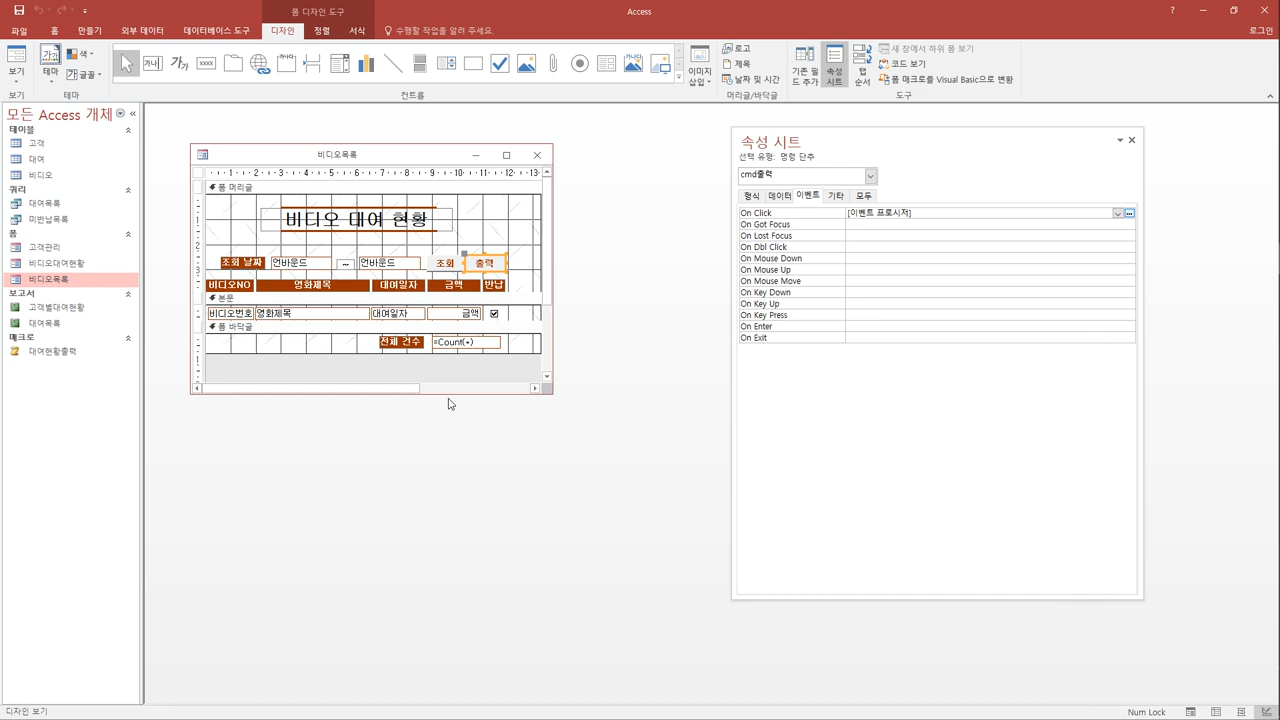 폼 디자인 도구
Access
?
파일
홈
만들기
외부 데이터
데이터베이스 도구
디자인
정렬
서식
수행할 작업을 알려 주세요.
로그인
보기
테마
색
글꼴
이미지 삽입
로고
제목
날짜 및 시간
기존 필드 추가
속성 시트
탭 순서
새 창에서 하위 폼 보기
코드 보기
폼 매크로를 Visual Basic으로 변환
보기
테마
컨트롤
머리글/바닥글
도구
모든 Access 개체
테이블
고객
대여
비디오
쿼리
대여목록
미반납목록
폼
고객관리
비디오대여현황
비디오목록
보고서
고객별대여현황
대여목록
매크로
대여현황출력
비디오목록
1 2 3 4 5 6 7 8 9 10 11 12 13
폼 머리글
비디오 대여 현황
조회 날짜 언바운드 ~ 언바운드 조회 출력
비디오NO 영화제목 대여일자 금액 반납
본문
비디오번호 영화제목 대여일자 금액
폼 바닥글
전체 건수 =Count(*)
속성 시트
선택 유형: 명령 단추
cmd출력
형식 데이터 이벤트 기타 모두
On Click [이벤트 프로시저]
On Got Focus
On Lost Focus
On Dbl Click
On Mouse Down
On Mouse Up
On Mouse Move
On Key Down
On Key Up
On Key Press
On Enter
On Exit
디자인 보기
Num Lock